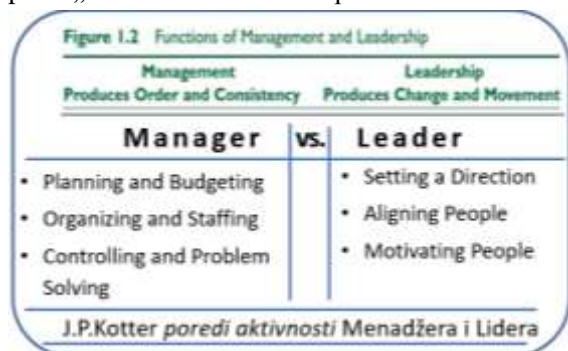 Figure 1.2 Functions of Management and Leadership
Management
Produces Order and Consistency
Leadership
Produces Change and Movement
Manager vs. Leader
• Planning and Budgeting
• Organizing and Staffing
• Controlling and Problem
Solving
• Setting a Direction
• Aligning People
• Motivating People
J.P.Kotter poredi aktivnosti Menadžera i Lidera